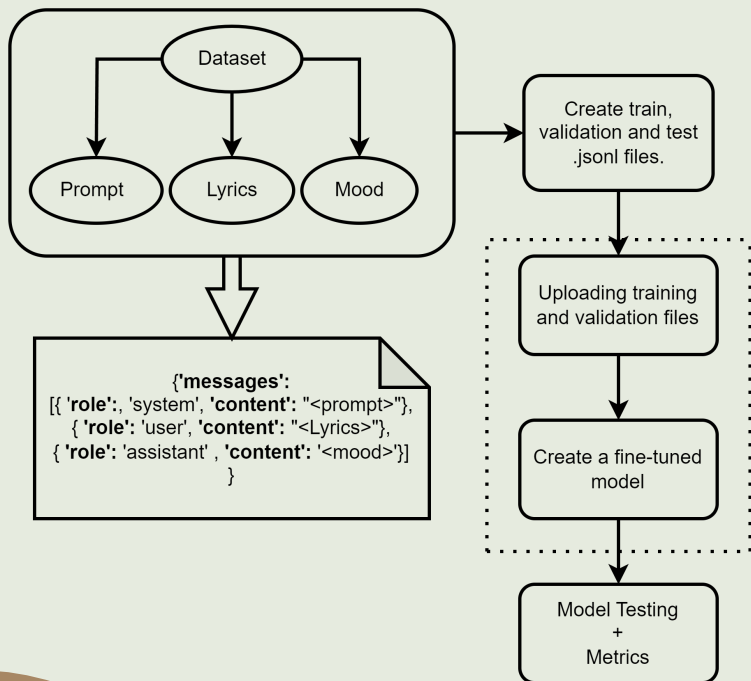 Dataset
Prompt
Lyrics
Mood
Create train,
validation and test
.jsonl files.
{'messages':
[{ 'role':, 'system', 'content': "<prompt>"},
{ 'role': 'user', 'content': "<Lyrics>"},
{ 'role': 'assistant' , 'content': '<mood>'}]
}
Uploading training
and validation files
Create a fine-tuned
model
Model Testing
+
Metrics